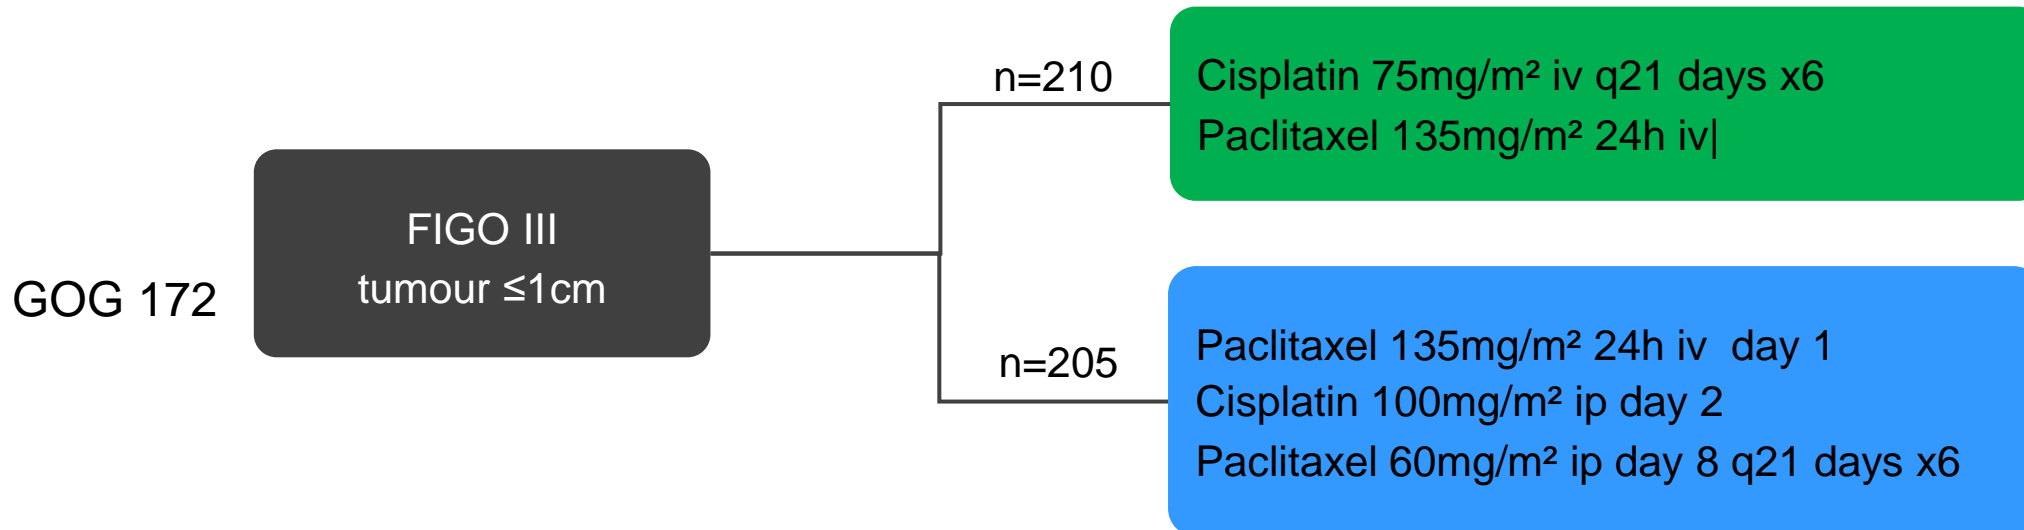 GOG 172
FIGO III
tumour ≤1cm
n=210
Cisplatin 75mg/m² iv q21 days x6
Paclitaxel 135mg/m² 24h iv|
n=205
Paclitaxel 135mg/m² 24h iv  day 1
Cisplatin 100mg/m² ip day 2
Paclitaxel 60mg/m² ip day 8 q21 days x6